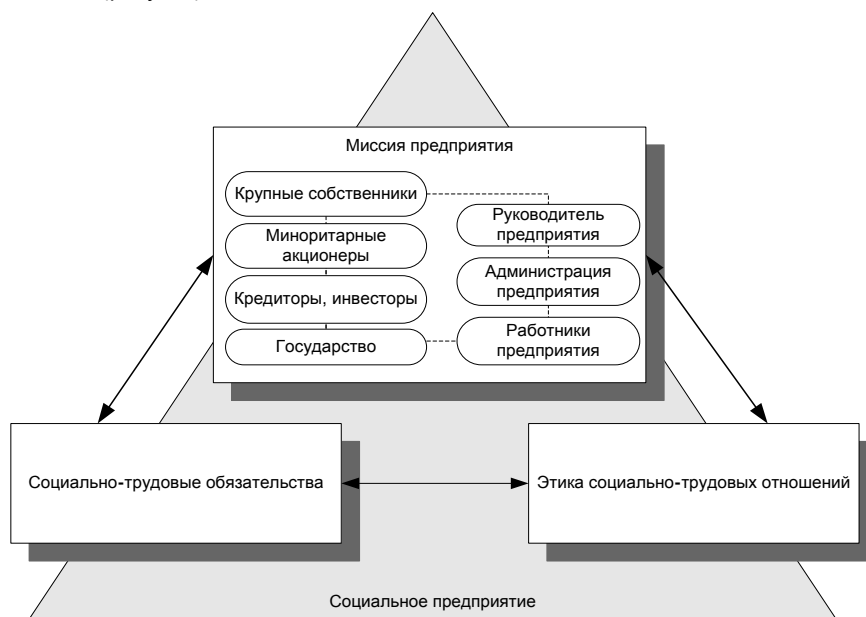 Миссия предприятия
Крупные собственники
Миноритарные
акционеры
Кредиторы, инвесторы
Государство
Руководитель
предприятия
Администрация
предприятия
Работники
предприятия
Социально-трудовые обязательства
Этика социально-трудовых отношений
Социальное предприятие